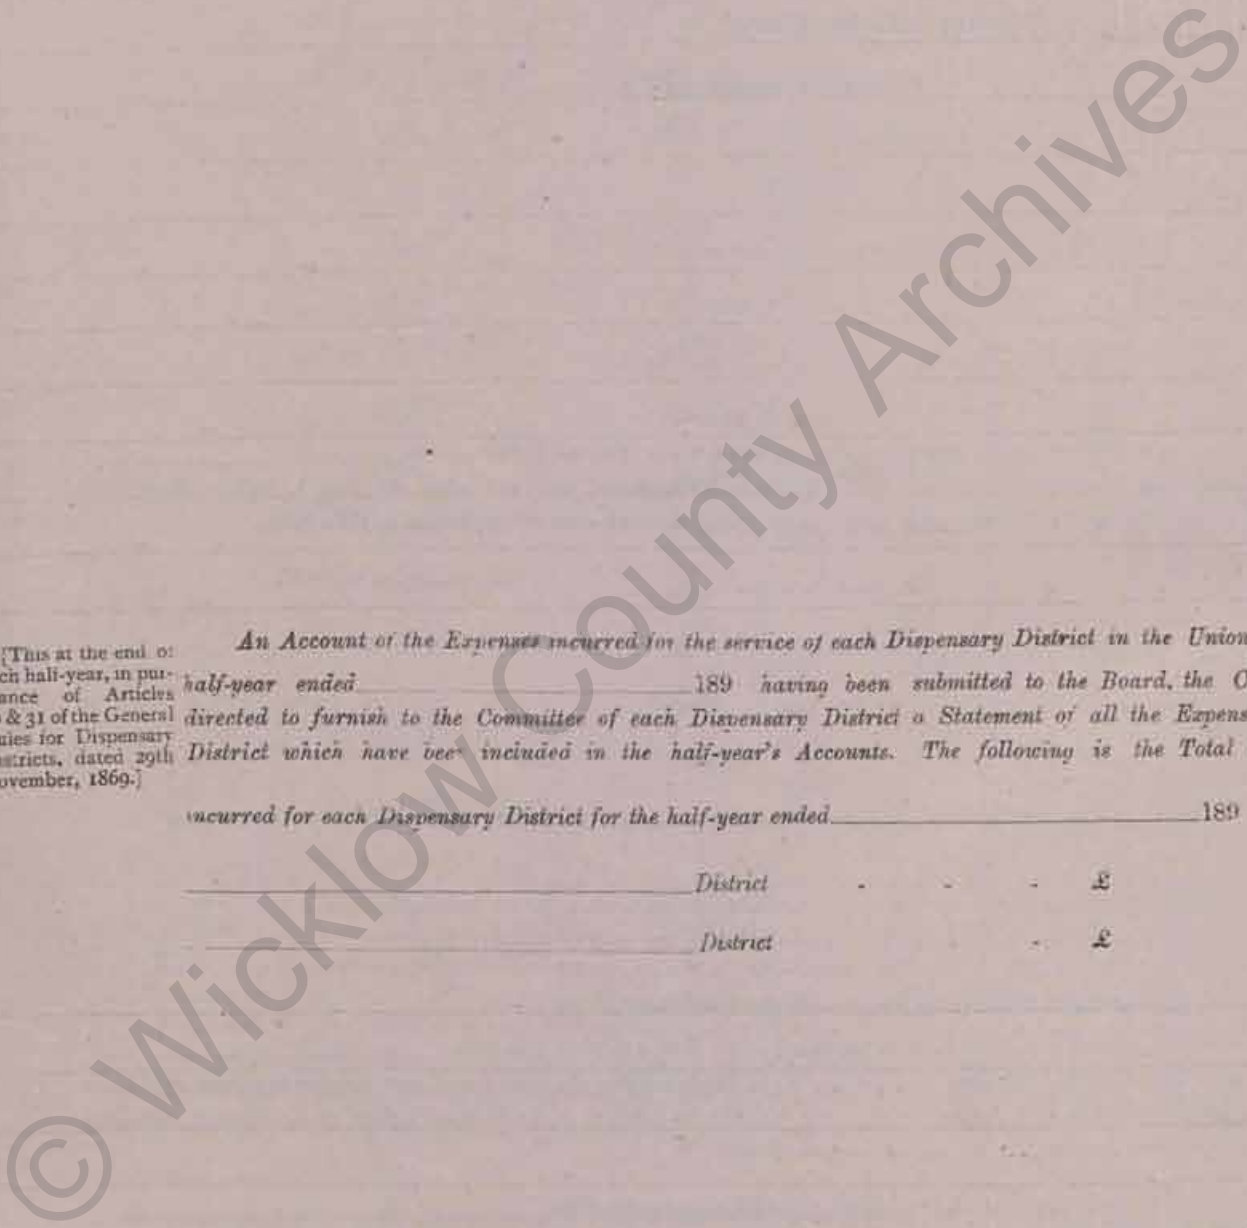 [This at the end of
ch half-year, in pur-
ance of Articles
& 31 of the General
ules for Dispensary
istricts, dated 29th
ovember, 1869.]
An Account of the Expenses incurred for the service of each Dispensary District in the Union
half-year ended 189 having been submitted to the Board, the C
directed to furnish to the Committee of each Dispensary District a Statement of all the Expens
District which have been included in the half-year's Accounts. The following is the Total
incurred for each Dispensary District for the half-year ended 189
District - - - £
District - £
© Wicklow County Archives